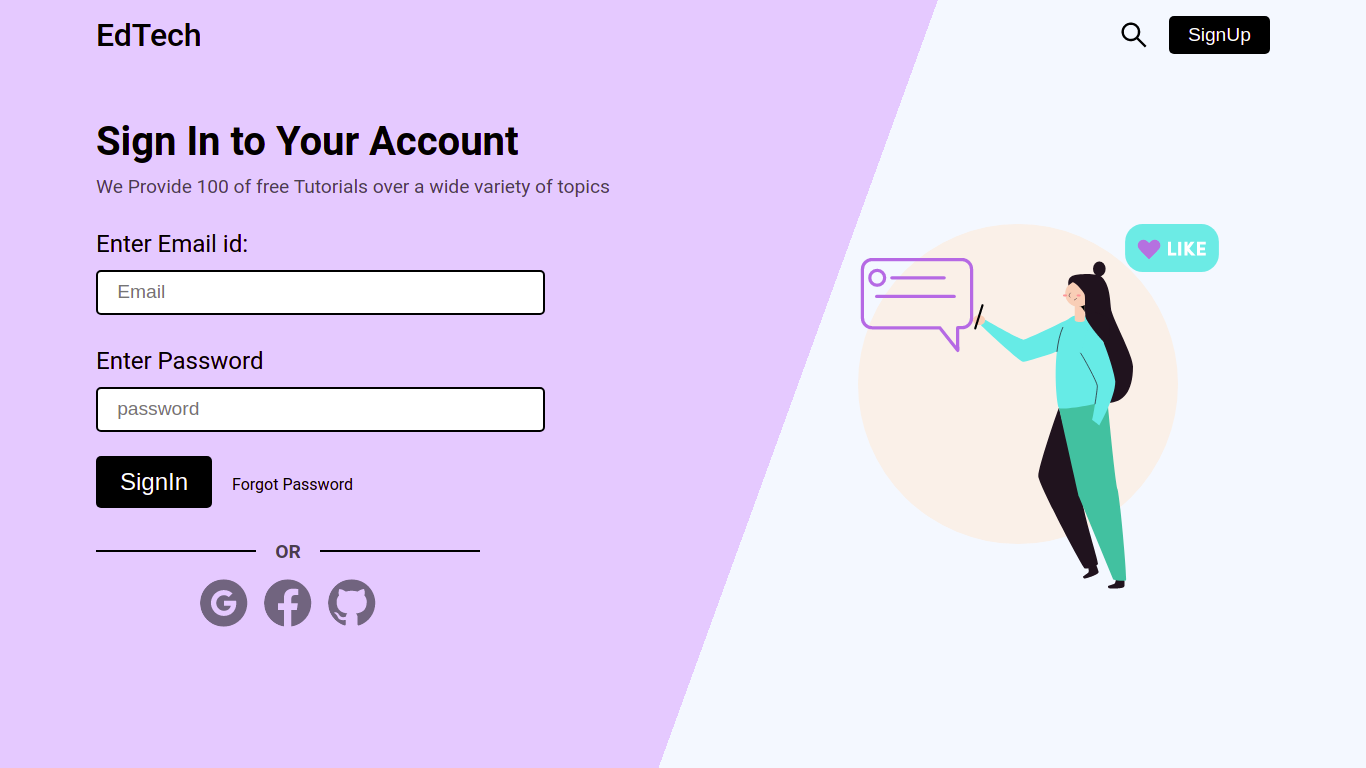 EdTech
SignUp
Sign In to Your Account
We Provide 100 of free Tutorials over a wide variety of topics
Enter Email id:
Email
Enter Password
password
SignIn
Forgot Password
OR
LIKE